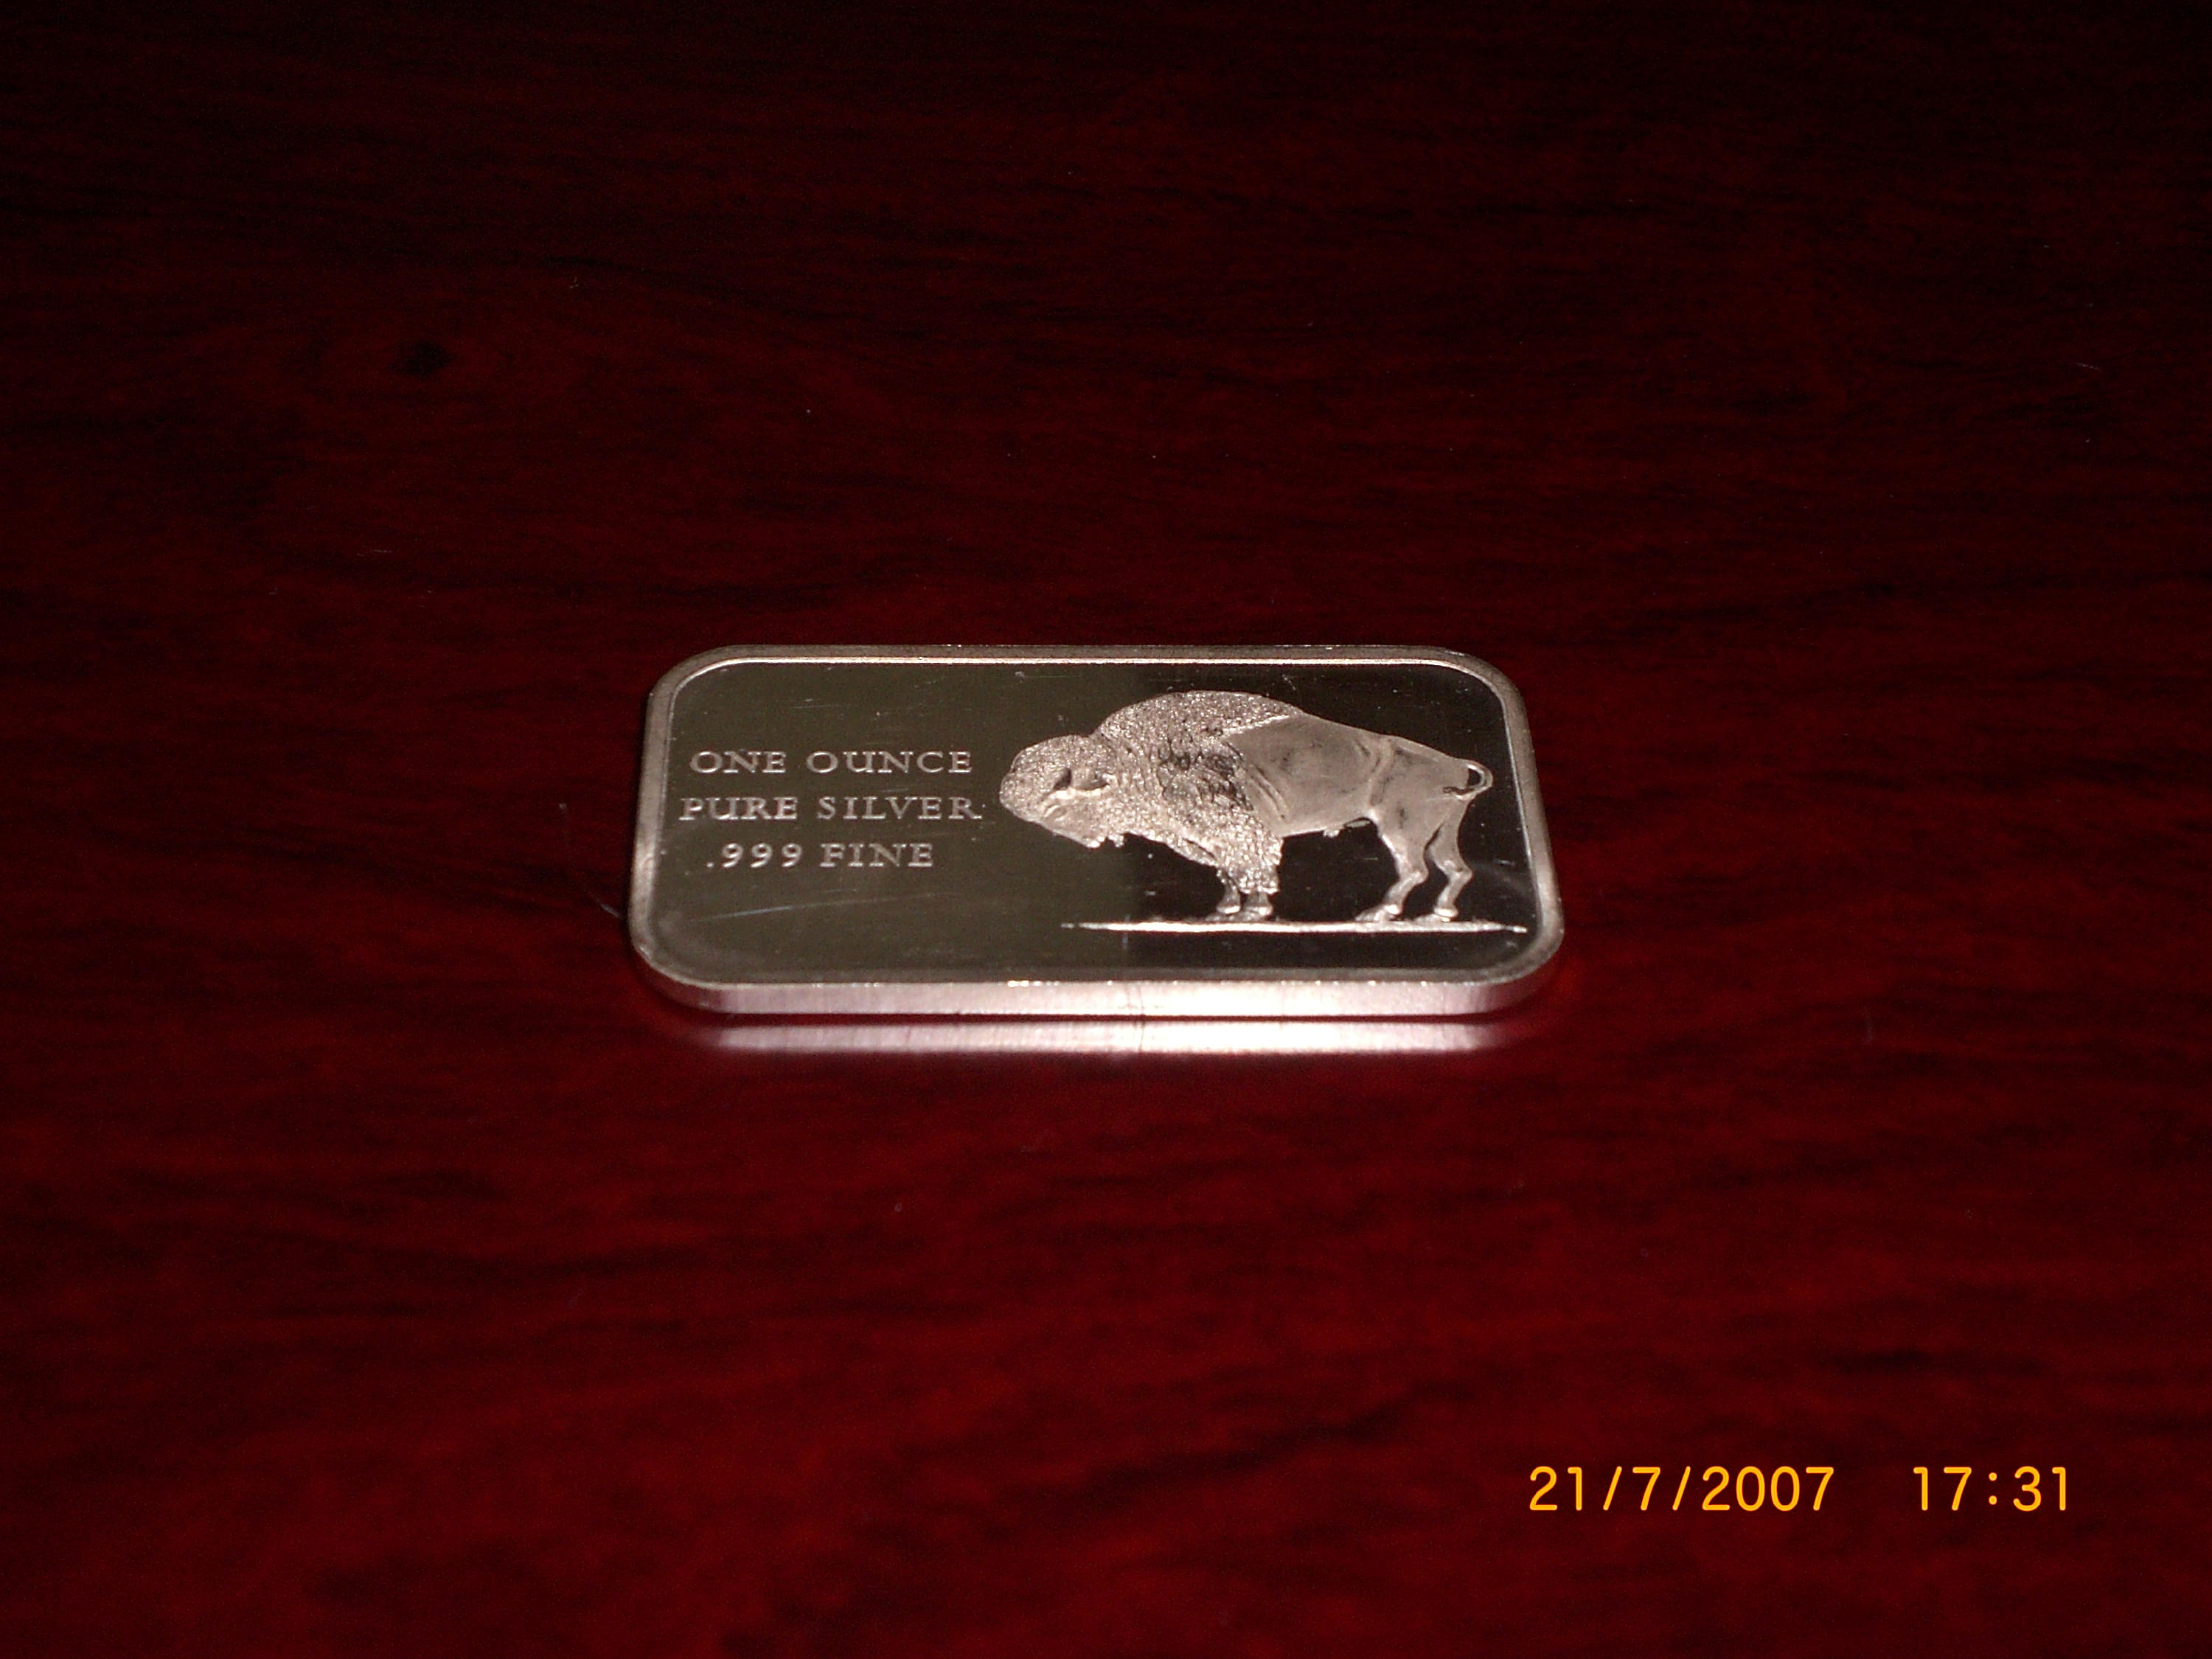 ONE OUNCE
PURE SILVER
.999 FINE
21/7/2007 17:31